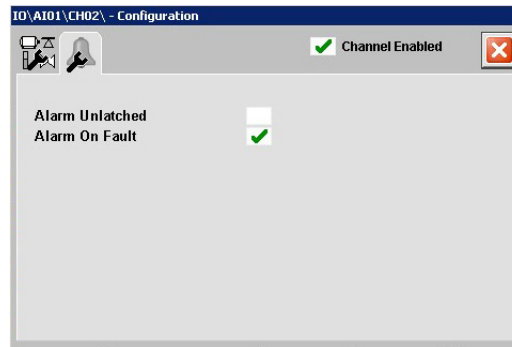 IO\AI01\CH02\ - Configuration
Channel Enabled
Alarm Unlatched
Alarm On Fault